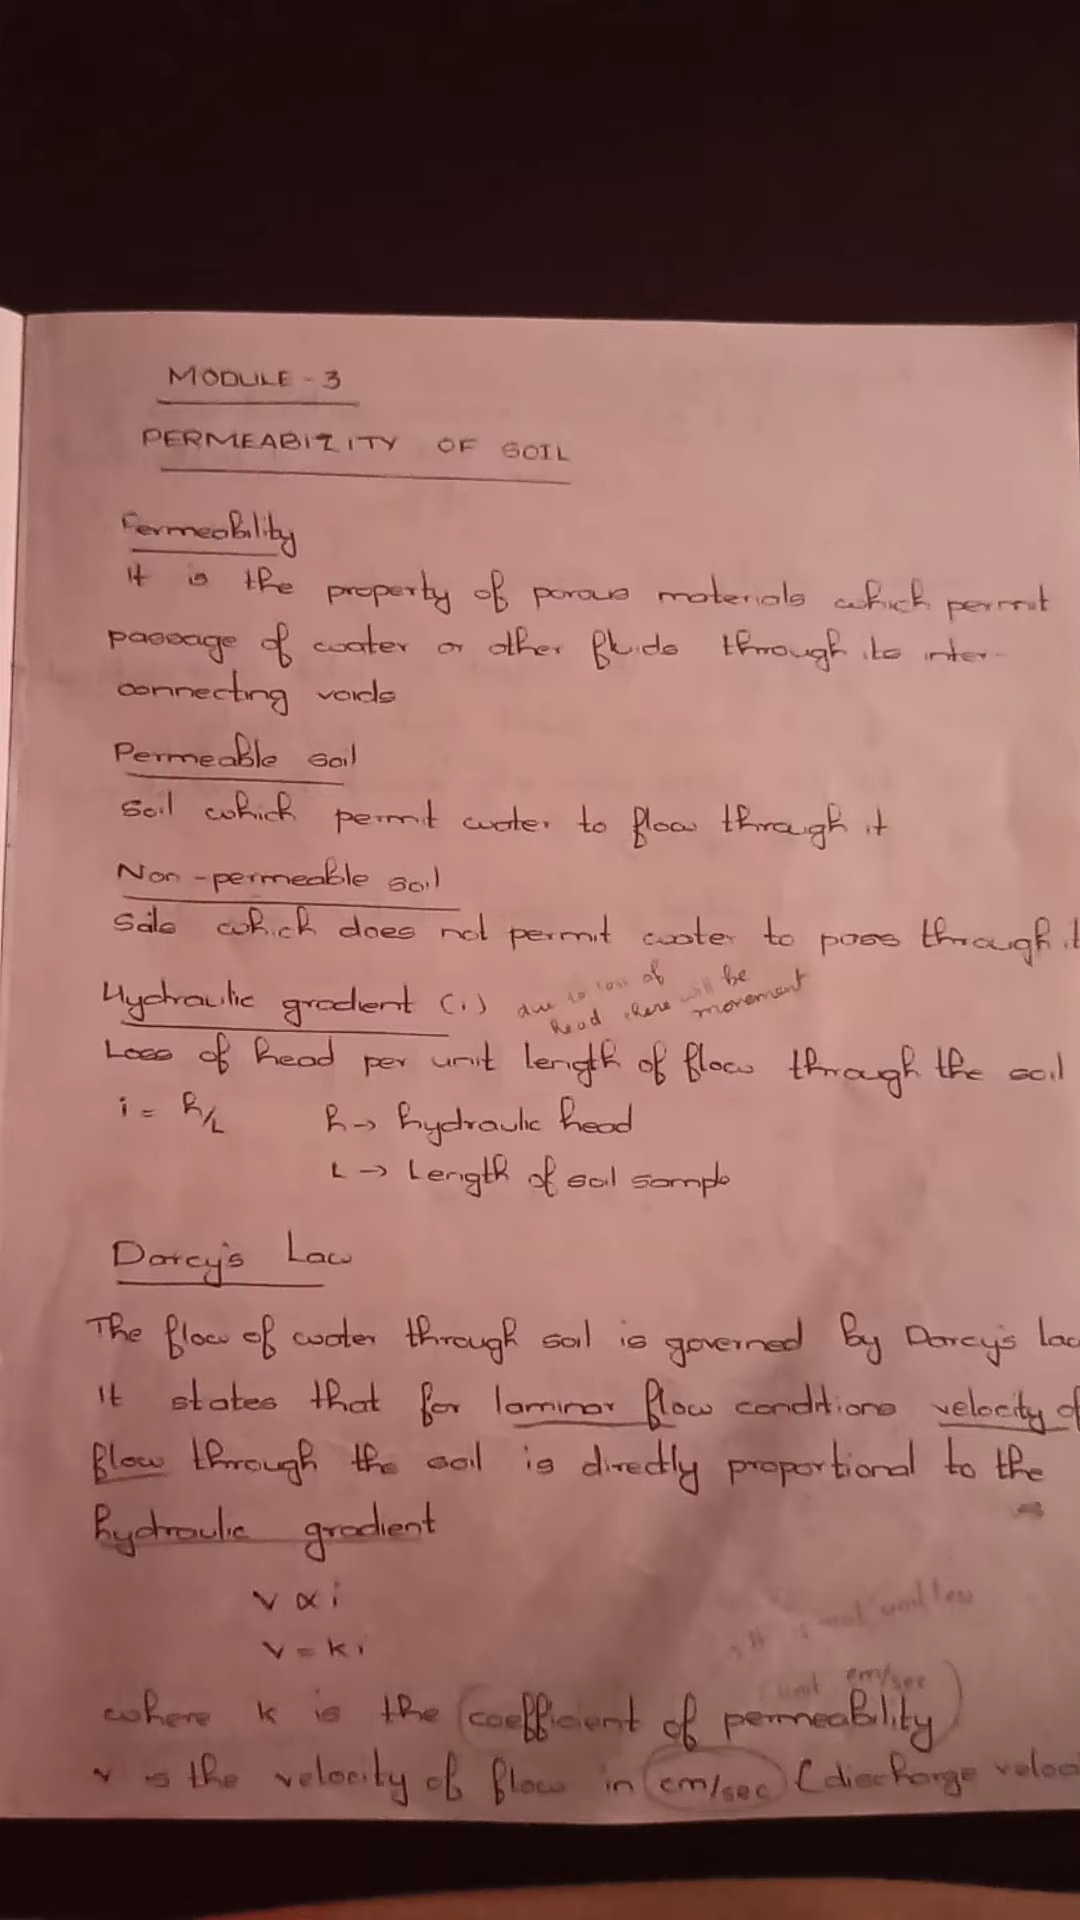 MODULE - 3
PERMEABILITY OF SOIL
Permeability
It is the property of porous materials which permit
passage of water or other fluids through its inter-
connecting voids
Permeable soil
Soil which permit water to flow through it
Non-permeable soil
Soils which does not permit water to pass through it
Hydraulic gradient (i) due to loss of
head there will be
movement
Loss of head per unit length of flow through the soil
i = h/L h → hydraulic head
L → Length of soil sample
Darcy's Law
The flow of water through soil is governed by Darcy's law
It states that for laminar flow conditions velocity of
flow through the soil is directly proportional to the
hydraulic gradient
v ∝ i
v = ki
it is not unitless
unit cm/sec
where k is the (coefficient of permeability)
v is the velocity of flow in cm/sec (discharge veloc